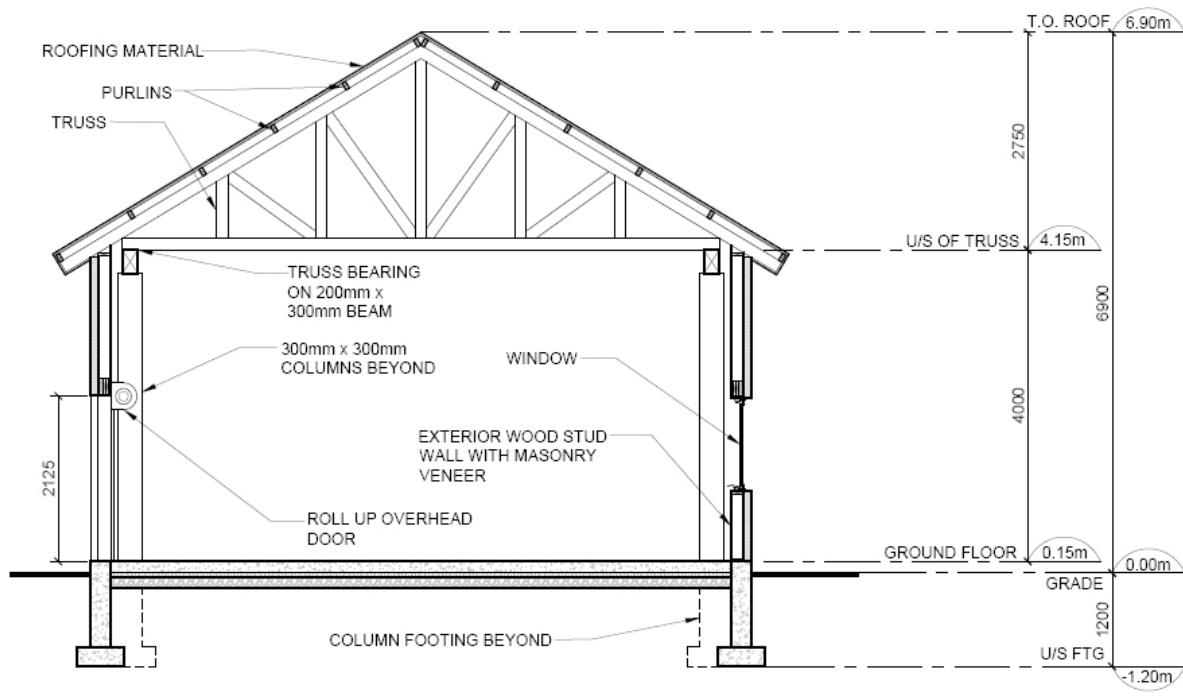 T.O. ROOF 6.90m
ROOFING MATERIAL
PURLINS
TRUSS
2750
U/S OF TRUSS 4.15m
TRUSS BEARING
ON 200mm x
300mm BEAM
6900
300mm x 300mm
COLUMNS BEYOND
WINDOW
4000
EXTERIOR WOOD STUD
WALL WITH MASONRY
VENEER
2125
ROLL UP OVERHEAD
DOOR
GROUND FLOOR 0.15m
0.00m
GRADE
1200
COLUMN FOOTING BEYOND
U/S FTG
-1.20m